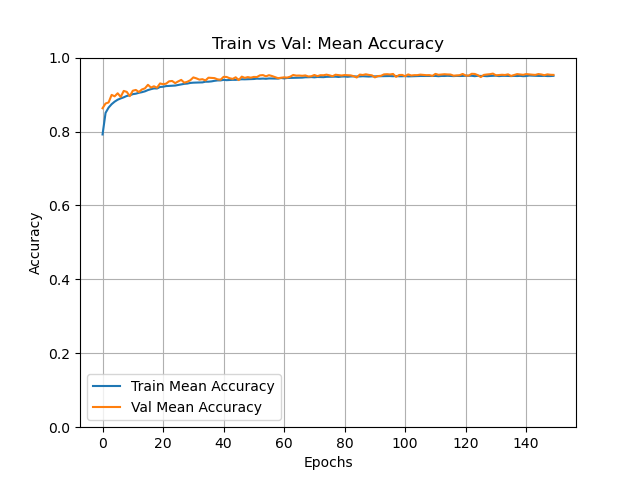 Train vs Val: Mean Accuracy
1.0
0.8
0.6
0.4
0.2
0.0
Accuracy
Train Mean Accuracy
Val Mean Accuracy
0 20 40 60 80 100 120 140
Epochs